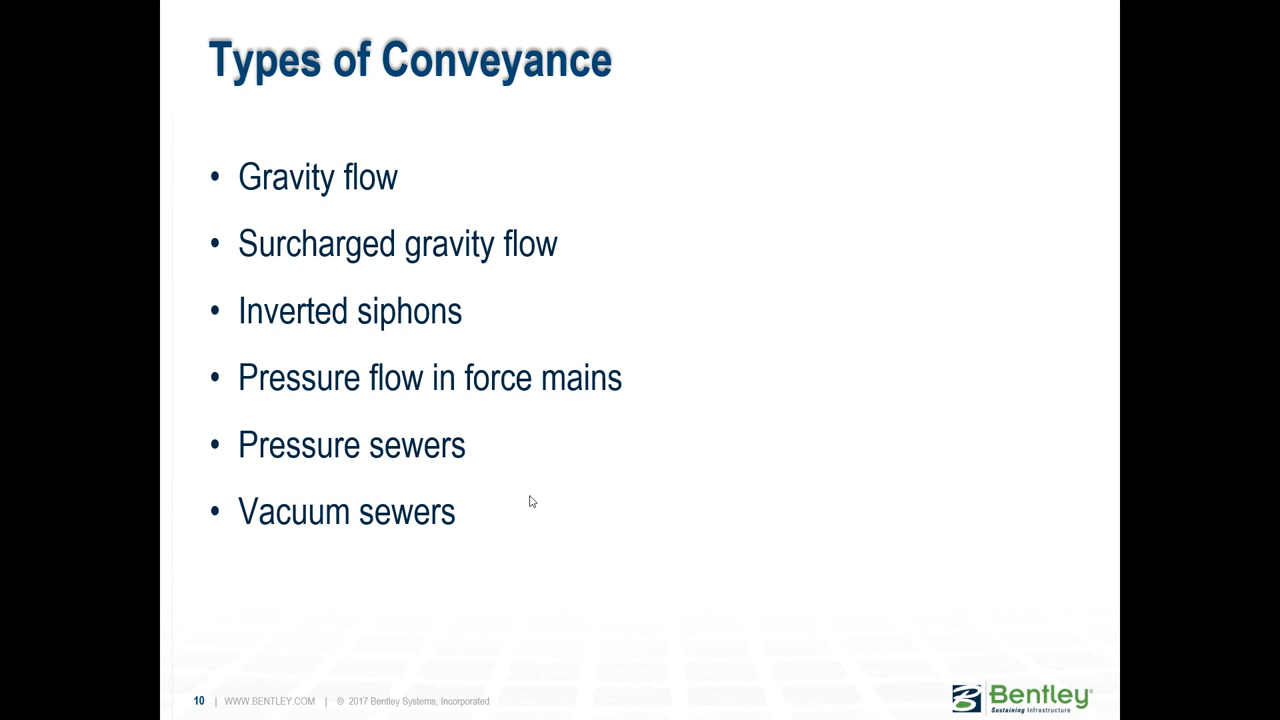 Types of Conveyance
• Gravity flow
• Surcharged gravity flow
• Inverted siphons
• Pressure flow in force mains
• Pressure sewers
• Vacuum sewers
10 | WWW.BENTLEY.COM | © 2017 Bentley Systems, Incorporated
Bentley®
Sustaining Infrastructure